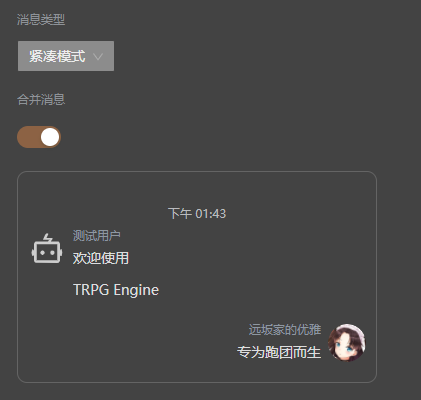 消息类型
紧凑模式
合并消息
下午 01:43
测试用户
欢迎使用
TRPG Engine
远坂家的优雅
专为跑团而生